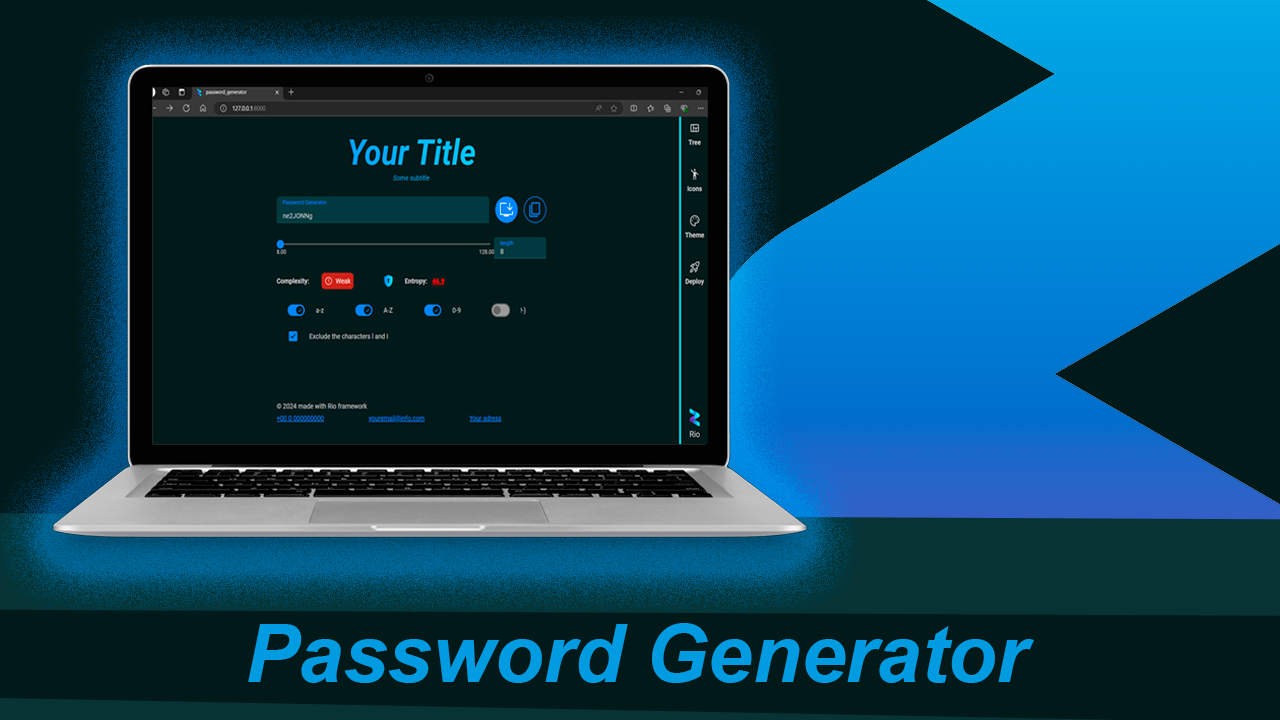 password_generator
127.0.0.1:8000
Your Title
Some subtitle
Password Generator
ne2JONNg
8.00
128.00
length
8
Complexity:
Weak
Entropy:
a-z
A-Z
0-9
Exclude the characters l and I
© 2024 made with Rio framework
+00 0 000000000
youremail@info.com
Your adress
Tree
Icons
Theme
Deploy
Rio
Password Generator